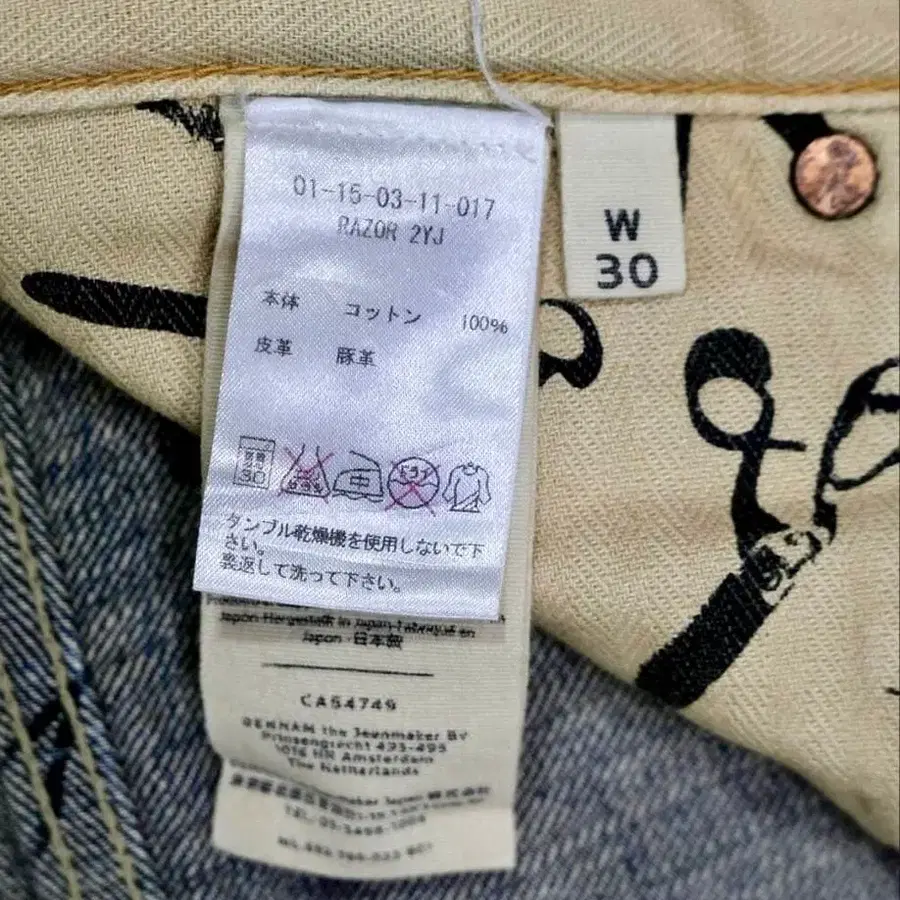 01-15-03-11-017
RAZOR 2YJ
本体 コットン 100%
皮革 豚革
30
中
タンブル乾燥機を使用しないで下
さい。
裏返して洗って下さい。
W
30
Japan
Japan · 日本製
CA54749
DENHAM the Jeanmaker BV
Prinsengracht 493-495
1016 HR Amsterdam
The Netherlands